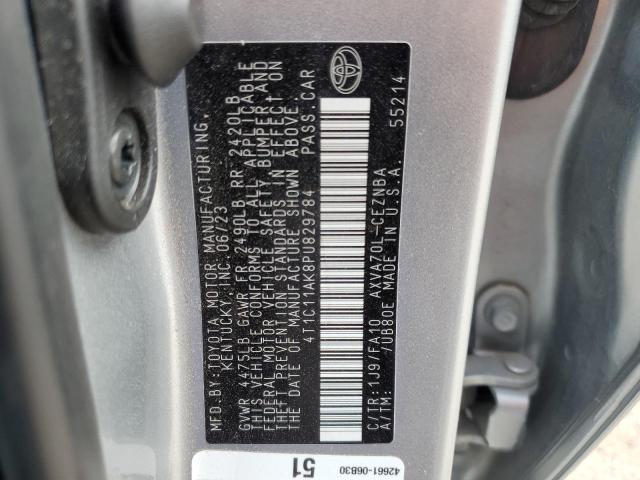 MFD.BY:TOYOTA MOTOR MANUFACTURING,
KENTUCKY, INC. 06/23
GVWR 4475LB GAWR FR 2490LB RR 2420LB
THIS VEHICLE CONFORMS TO ALL APPLICABLE
FEDERAL MOTOR VEHICLE SAFETY, BUMPER AND
THEFT PREVENTION STANDARDS IN EFFECT ON
THE DATE OF MANUFACTURE SHOWN ABOVE.
4T1C11AK8PU829784 PASS CAR
C/TR:1J9/FA10 AXVA70L-CEZNBA
A/TM: /UB80E MADE IN U.S.A. 55214
42661-06B30
51